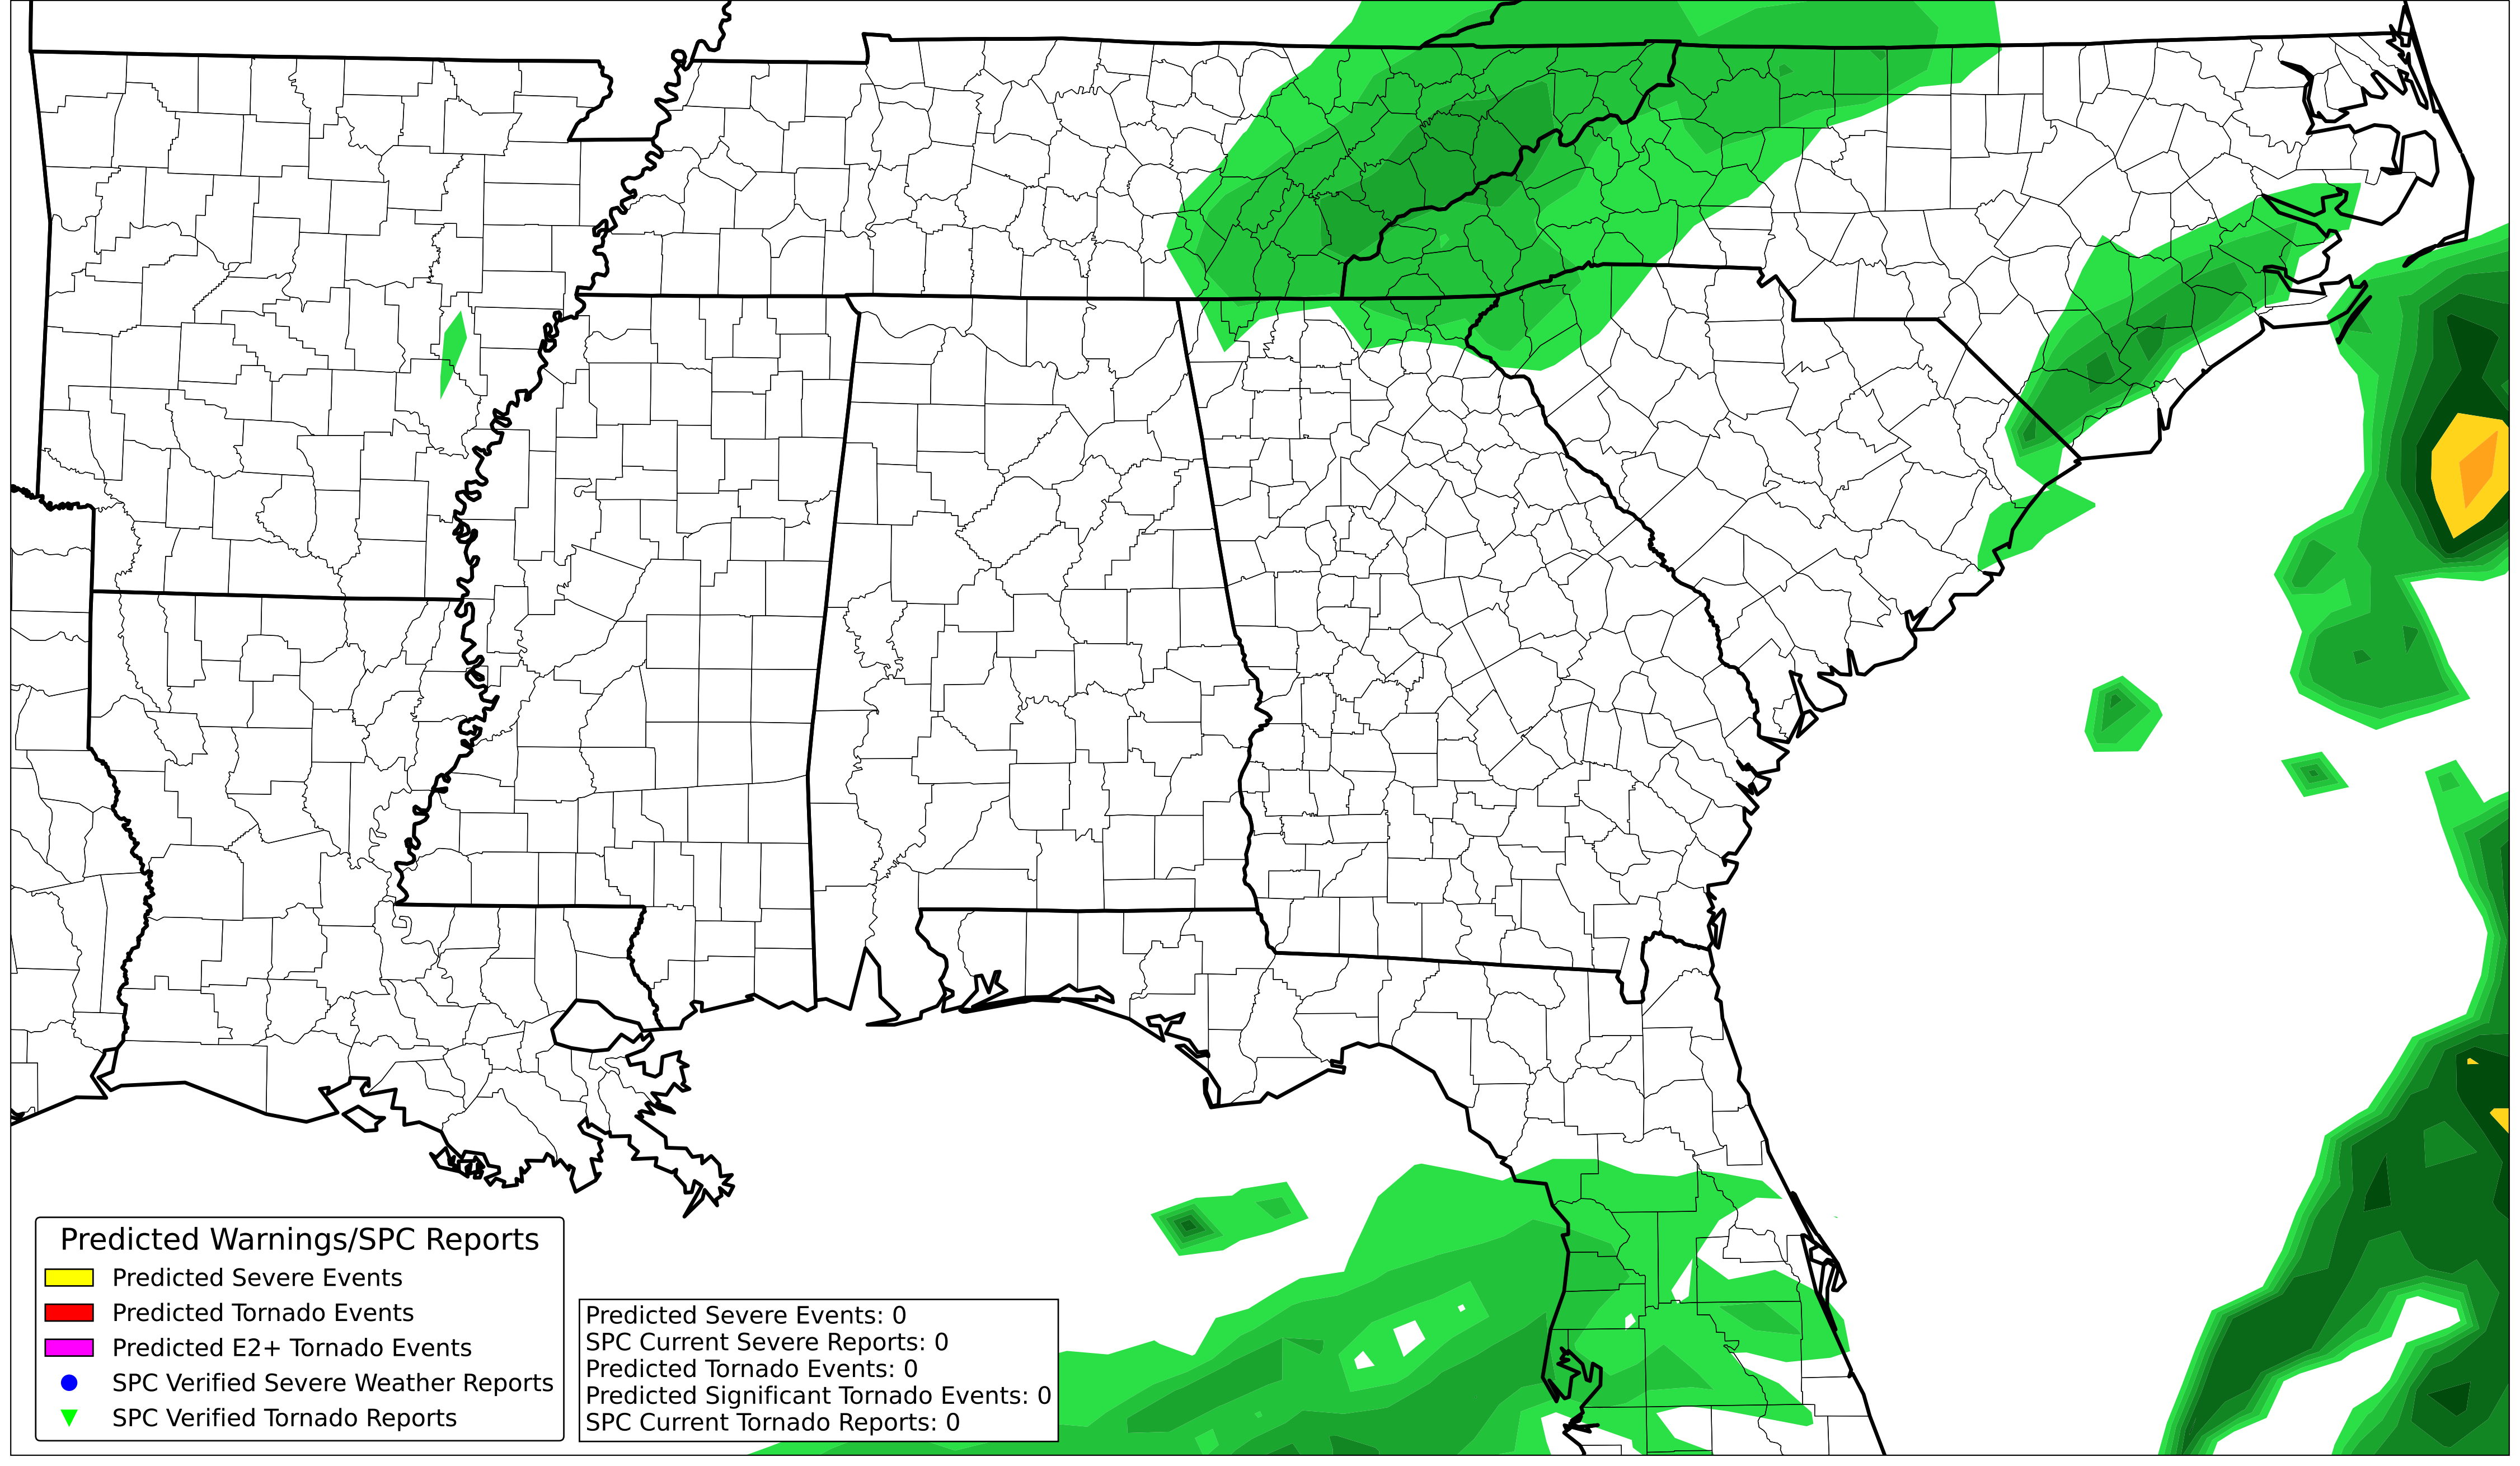 Predicted Warnings/SPC Reports
Predicted Severe Events
Predicted Tornado Events
Predicted E2+ Tornado Events
SPC Verified Severe Weather Reports
SPC Verified Tornado Reports
Predicted Severe Events: 0
SPC Current Severe Reports: 0
Predicted Tornado Events: 0
Predicted Significant Tornado Events: 0
SPC Current Tornado Reports: 0